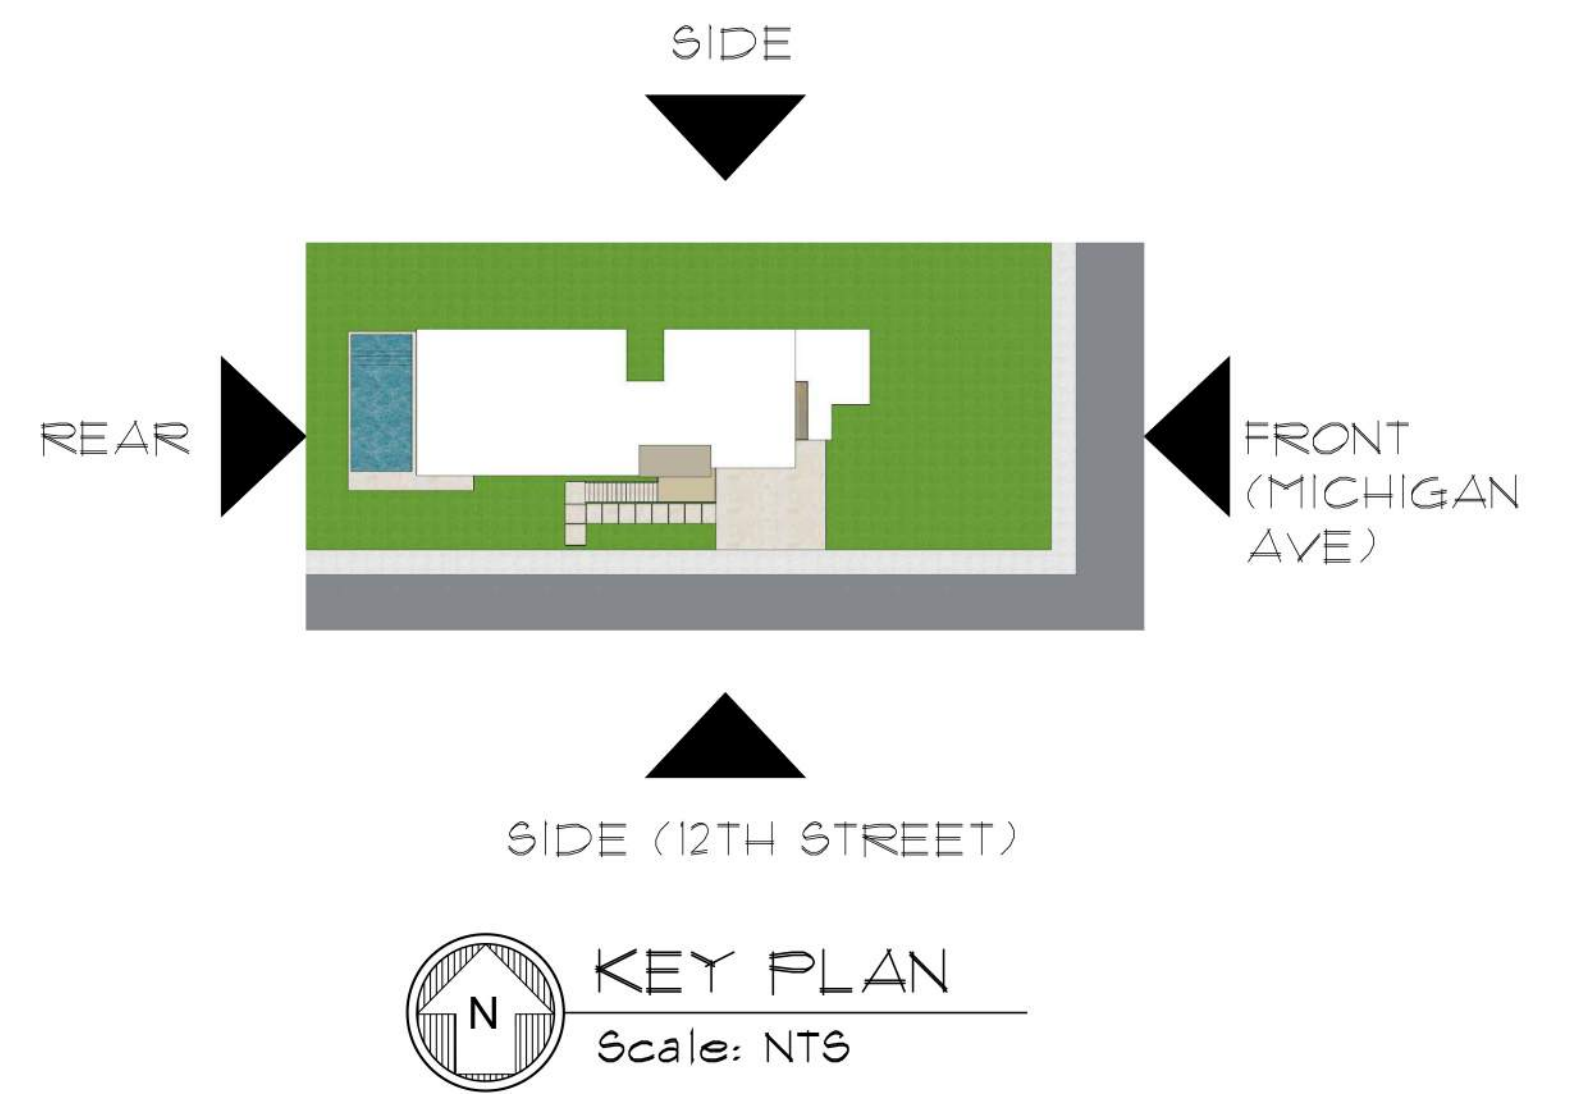 SIDE
REAR
FRONT
(MICHIGAN
AVE)
SIDE (12TH STREET)
N
KEY PLAN
Scale: NTS